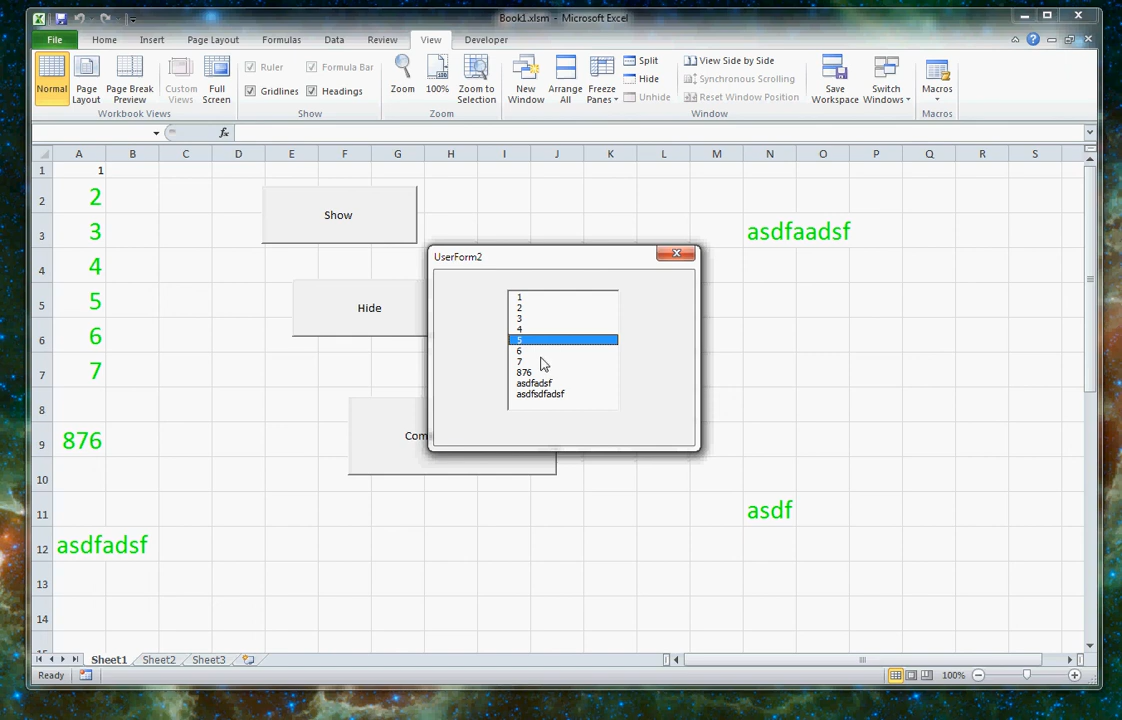 Book1.xlsm - Microsoft Excel
File Home Insert Page Layout Formulas Data Review View Developer
Normal Page Layout Page Break Preview Custom Views Full Screen
Workbook Views
Ruler Formula Bar
Gridlines Headings
Show
Zoom 100% Zoom to Selection
Zoom
New Window Arrange All Freeze Panes
Split
Hide
Unhide
View Side by Side
Synchronous Scrolling
Reset Window Position
Save Workspace Switch Windows
Window
Macros
Macros
fx
A B C D E F G H I J K L M N O P Q R S
1 1
2 2
Show
3 3
asdfaadsf
4 4
UserForm2
5 5
Hide
6 6
7 7
1
2
3
4
5
6
7
876
asdfadsf
asdfsdfadsf
8
9 876
Com
10
11
asdf
12 asdfadsf
13
14
Sheet1 Sheet2 Sheet3
Ready
100%